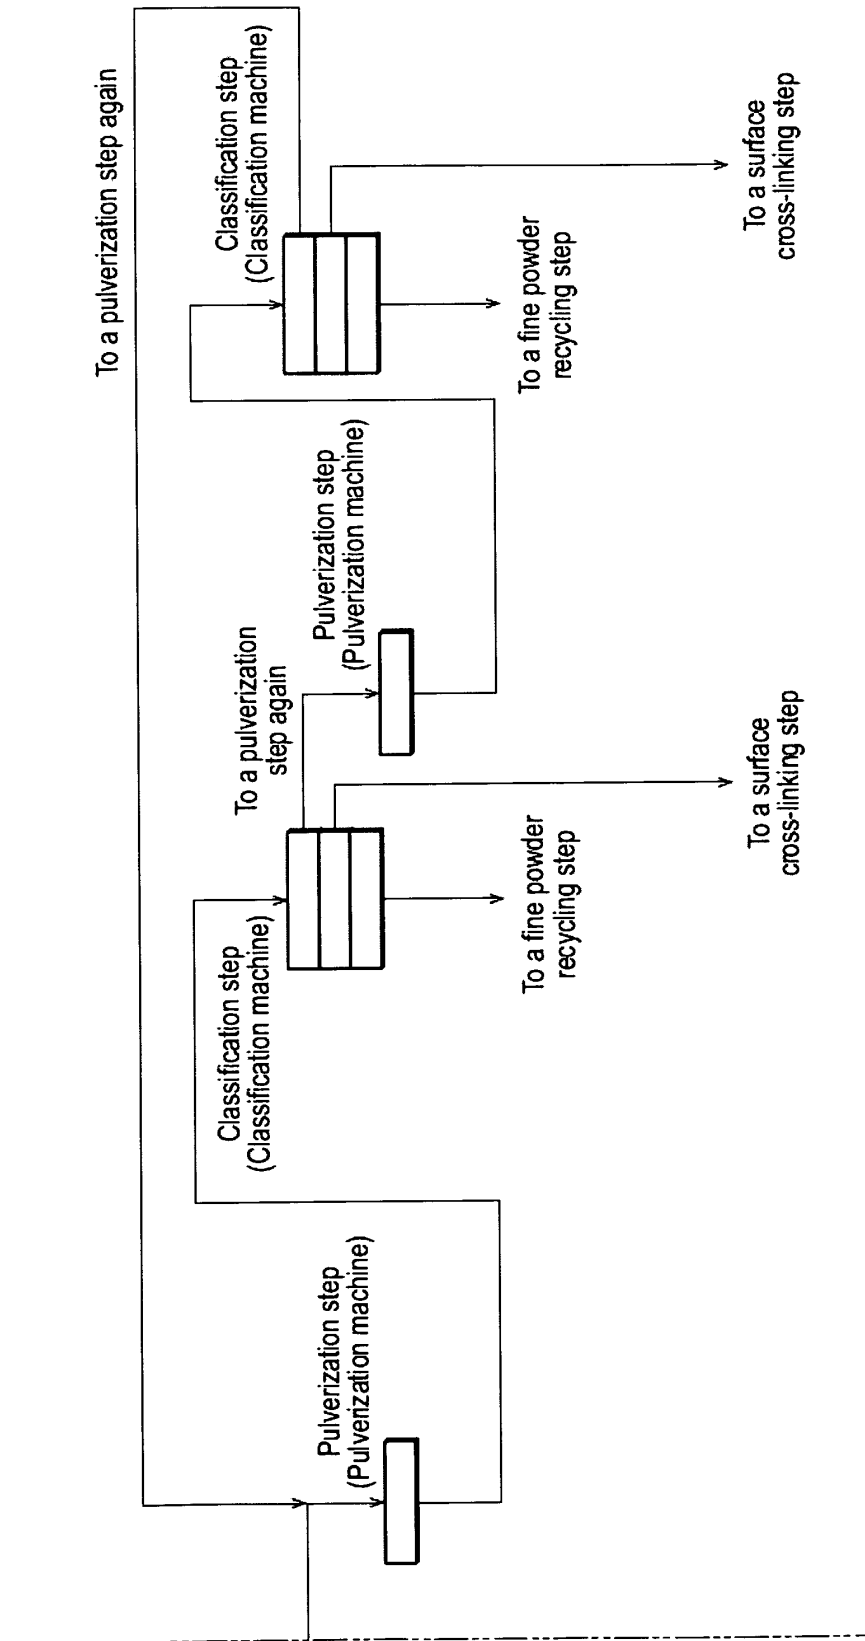 To a pulverization step again
Pulverization step
(Pulverization machine)
Classification step
(Classification machine)
To a fine powder
recycling step
To a surface
cross-linking step
To a pulverization
step again
Pulverization step
(Pulverization machine)
Classification step
(Classification machine)
To a fine powder
recycling step
To a surface
cross-linking step